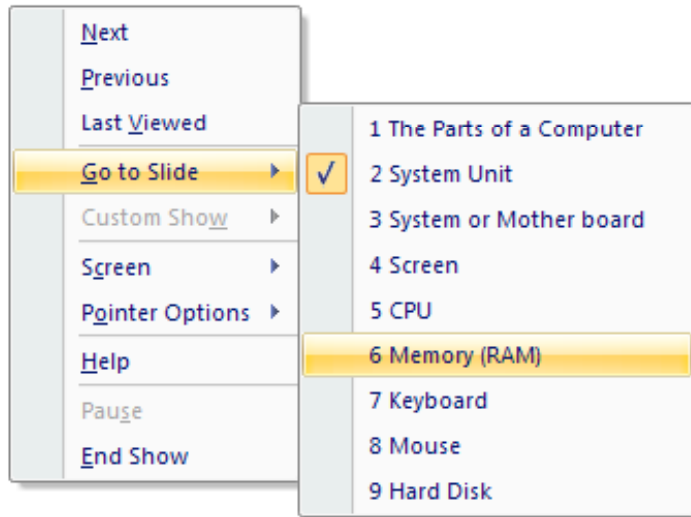 Next
Previous
Last Viewed
Go to Slide
Custom Show
Screen
Pointer Options
Help
Pause
End Show
1 The Parts of a Computer
2 System Unit
3 System or Mother board
4 Screen
5 CPU
6 Memory (RAM)
7 Keyboard
8 Mouse
9 Hard Disk